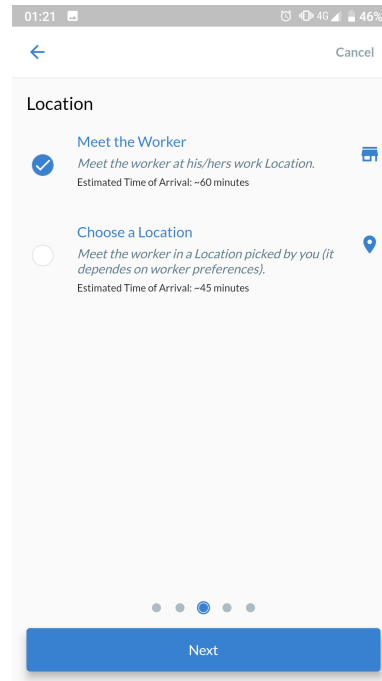 01:21 4G 46%
Cancel
Location
Meet the Worker
Meet the worker at his/hers work Location.
Estimated Time of Arrival: ~60 minutes
Choose a Location
Meet the worker in a Location picked by you (it
dependes on worker preferences).
Estimated Time of Arrival: ~45 minutes
Next